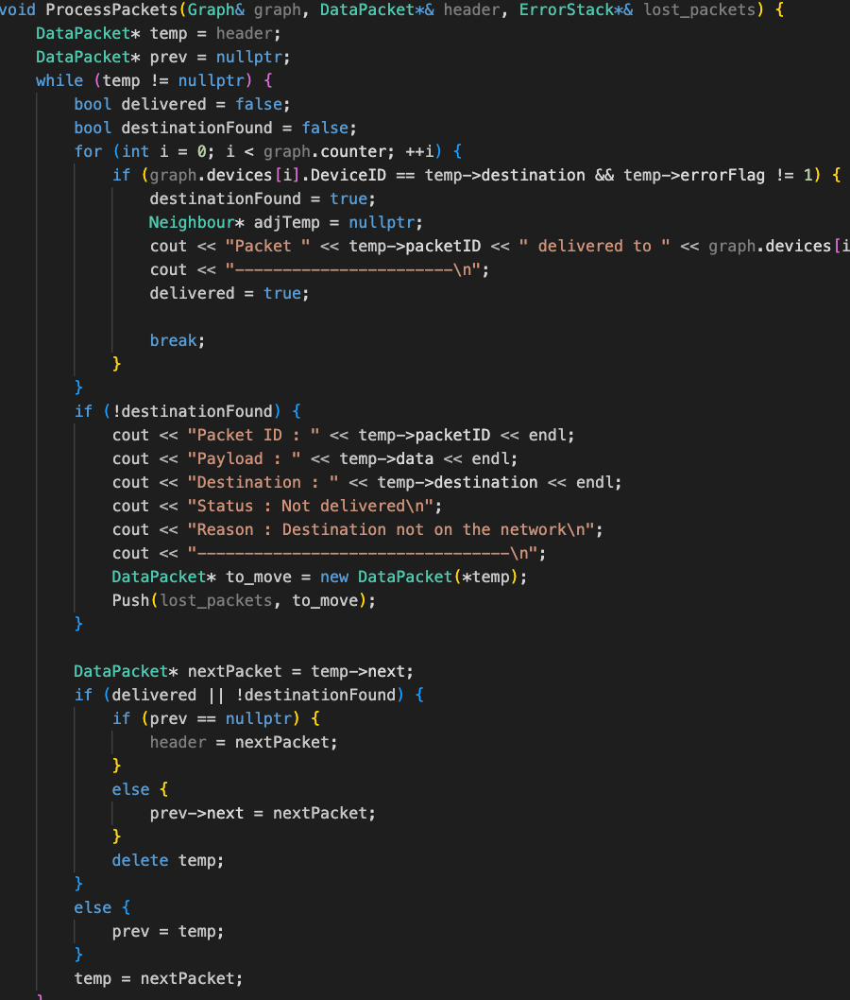 void ProcessPackets(Graph& graph, DataPacket*& header, ErrorStack*& lost_packets) {
    DataPacket* temp = header;
    DataPacket* prev = nullptr;
    while (temp != nullptr) {
        bool delivered = false;
        bool destinationFound = false;
        for (int i = 0; i < graph.counter; ++i) {
            if (graph.devices[i].DeviceID == temp->destination && temp->errorFlag != 1) {
                destinationFound = true;
                Neighbour* adjTemp = nullptr;
                cout << "Packet " << temp->packetID << " delivered to " << graph.devices[i
                cout << "-----------------------\n";
                delivered = true;

                break;
            }
        }
        if (!destinationFound) {
            cout << "Packet ID : " << temp->packetID << endl;
            cout << "Payload : " << temp->data << endl;
            cout << "Destination : " << temp->destination << endl;
            cout << "Status : Not delivered\n";
            cout << "Reason : Destination not on the network\n";
            cout << "---------------------------------\n";
            DataPacket* to_move = new DataPacket(*temp);
            Push(lost_packets, to_move);
        }

        DataPacket* nextPacket = temp->next;
        if (delivered || !destinationFound) {
            if (prev == nullptr) {
                header = nextPacket;
            }
            else {
                prev->next = nextPacket;
            }
            delete temp;
        }
        else {
            prev = temp;
        }
        temp = nextPacket;
    }